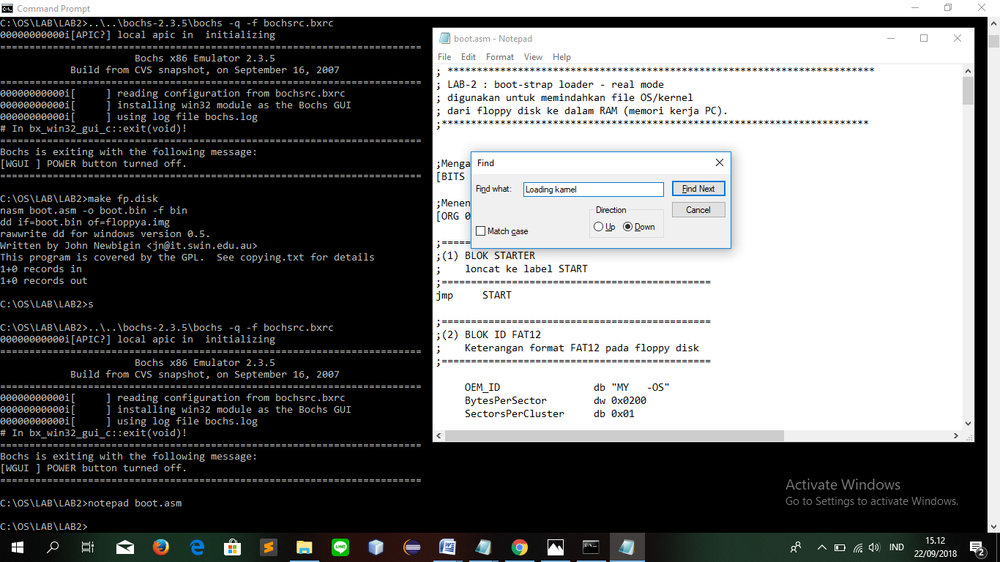 Command Prompt
C:\OS\LAB\LAB2>..\..\bochs-2.3.5\bochs -q -f bochsrc.bxrc
00000000000i[APIC?] local apic in  initializing
========================================================================
Bochs x86 Emulator 2.3.5
Build from CVS snapshot, on September 16, 2007
========================================================================
00000000000i[     ] reading configuration from bochsrc.bxrc
00000000000i[     ] installing win32 module as the Bochs GUI
00000000000i[     ] using log file bochs.log
# In bx_win32_gui_c::exit(void)!
========================================================================
Bochs is exiting with the following message:
[WGUI ] POWER button turned off.
========================================================================
C:\OS\LAB\LAB2>make fp.disk
nasm boot.asm -o boot.bin -f bin
dd if=boot.bin of=floppya.img
rawwrite dd for windows version 0.5.
Written by John Newbigin <jn@it.swin.edu.au>
This program is covered by the GPL.  See copying.txt for details
1+0 records in
1+0 records out
C:\OS\LAB\LAB2>s
C:\OS\LAB\LAB2>..\..\bochs-2.3.5\bochs -q -f bochsrc.bxrc
00000000000i[APIC?] local apic in  initializing
========================================================================
Bochs x86 Emulator 2.3.5
Build from CVS snapshot, on September 16, 2007
========================================================================
00000000000i[     ] reading configuration from bochsrc.bxrc
00000000000i[     ] installing win32 module as the Bochs GUI
00000000000i[     ] using log file bochs.log
# In bx_win32_gui_c::exit(void)!
========================================================================
Bochs is exiting with the following message:
[WGUI ] POWER button turned off.
========================================================================
C:\OS\LAB\LAB2>notepad boot.asm
C:\OS\LAB\LAB2>
boot.asm - Notepad
File Edit Format View Help
; *************************************************************************
; LAB-2 : boot-strap loader - real mode
; digunakan untuk memindahkan file OS/kernel
; dari floppy disk ke dalam RAM (memori kerja PC).
;*************************************************************************
;Menga
[BITS
;Menen
[ORG 0
;====
;(1) BLOK STARTER
;    loncat ke label START
;==============================================
jmp     START
;==============================================
;(2) BLOK ID FAT12
;    Keterangan format FAT12 pada floppy disk
;==============================================
OEM_ID                db "MY   -OS"
BytesPerSector        dw 0x0200
SectorsPerCluster     db 0x01
Find
Find what: Loading karnel
Find Next
Direction
Cancel
Up Down
Match case
Activate Windows
Go to Settings to activate Windows.
IND
15.12
22/09/2018
2